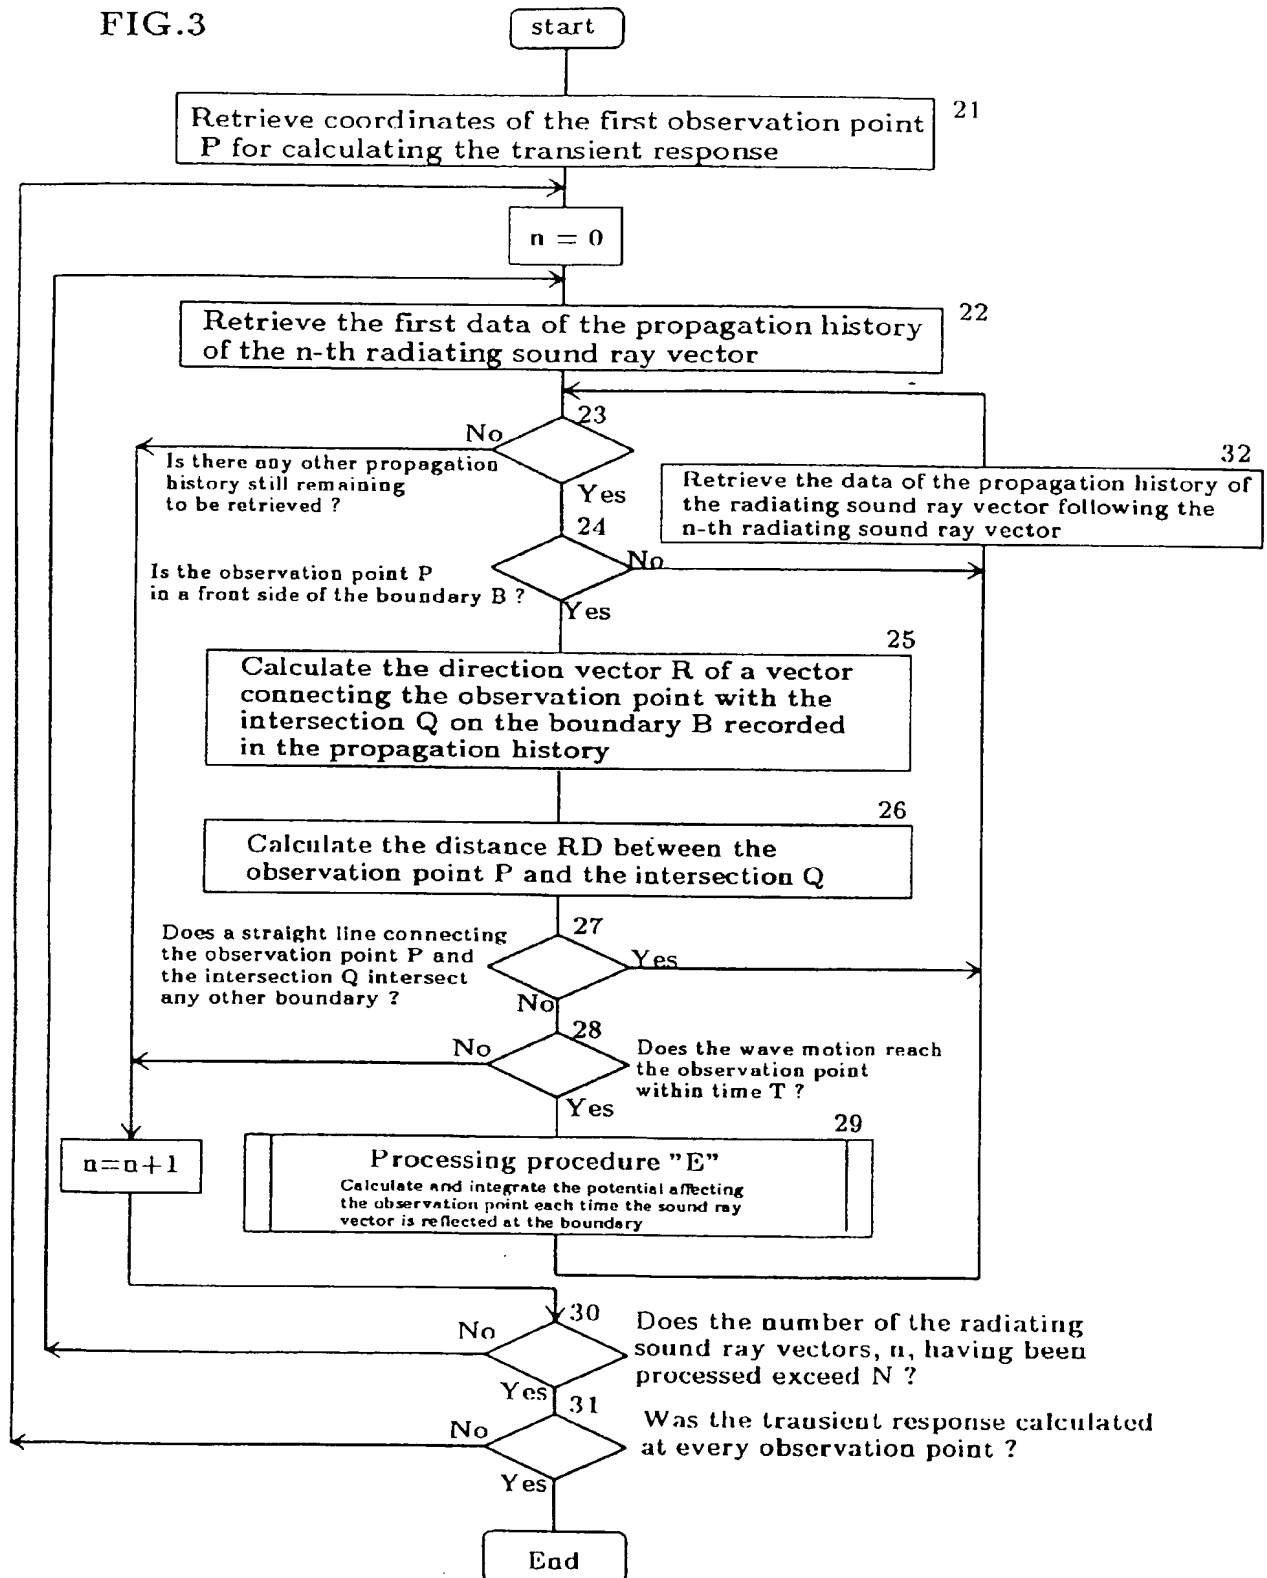 FIG.3
start
21
Retrieve coordinates of the first observation point
P for calculating the transient response
n = 0
22
Retrieve the first data of the propagation history
of the n-th radiating sound ray vector
23
No
Is there any other propagation
history still remaining
to be retrieved ?
Yes
32
Retrieve the data of the propagation history of
the radiating sound ray vector following the
n-th radiating sound ray vector
24
No
Is the observation point P
in a front side of the boundary B ?
Yes
25
Calculate the direction vector R of a vector
connecting the observation point with the
intersection Q on the boundary B recorded
in the propagation history
26
Calculate the distance RD between the
observation point P and the intersection Q
27
Does a straight line connecting
the observation point P and
the intersection Q intersect
any other boundary ?
Yes
No
28
No
Does the wave motion reach
the observation point
within time T ?
Yes
29
n=n+1
Processing procedure "E"
Calculate and integrate the potential affecting
the observation point each time the sound ray
vector is reflected at the boundary
30
No
Does the number of the radiating
sound ray vectors, n, having been
processed exceed N ?
Yes
31
No
Was the transient response calculated
at every observation point ?
Yes
End